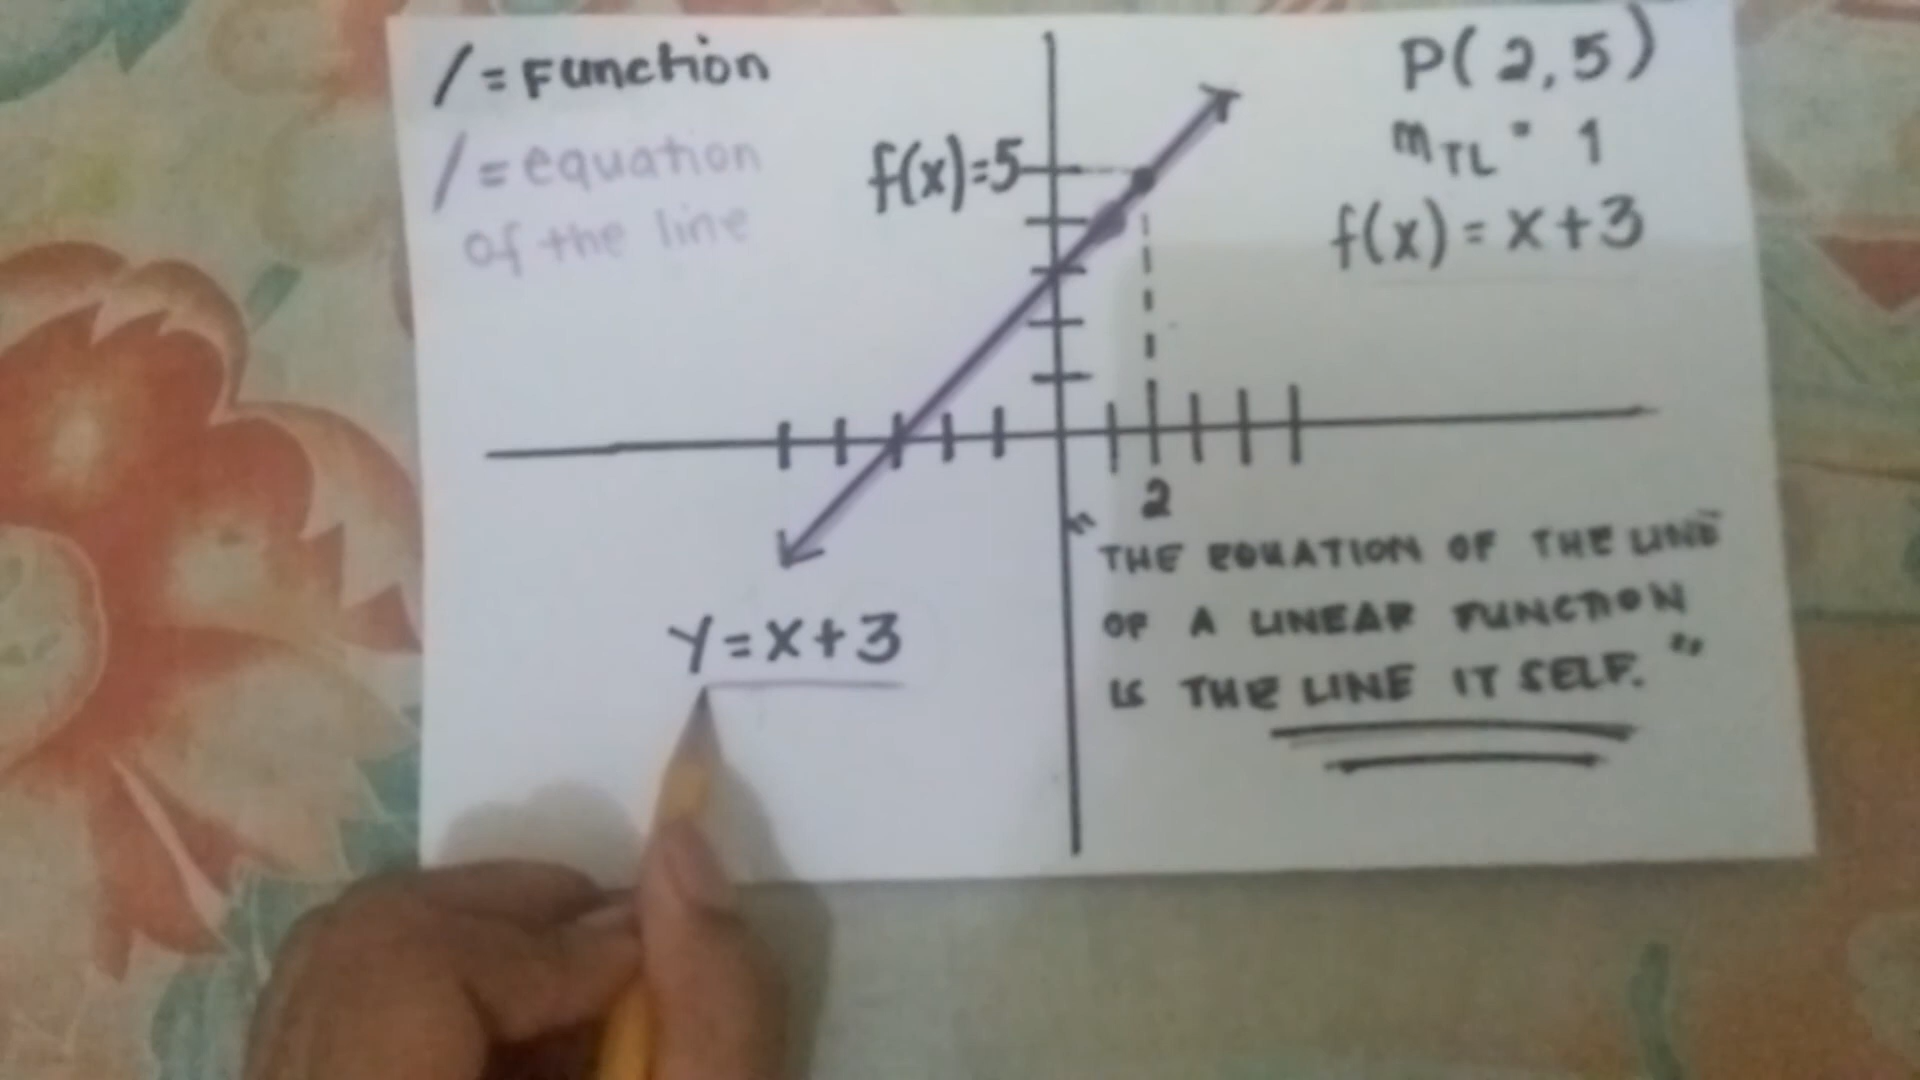 / = Function
/ = equation
of the line
f(x)=5
P(2,5)
mTL = 1
f(x) = x+3
2
y=x+3
" THE EQUATION OF THE LINE
OF A LINEAR FUNCTION
IS THE LINE IT SELF. "